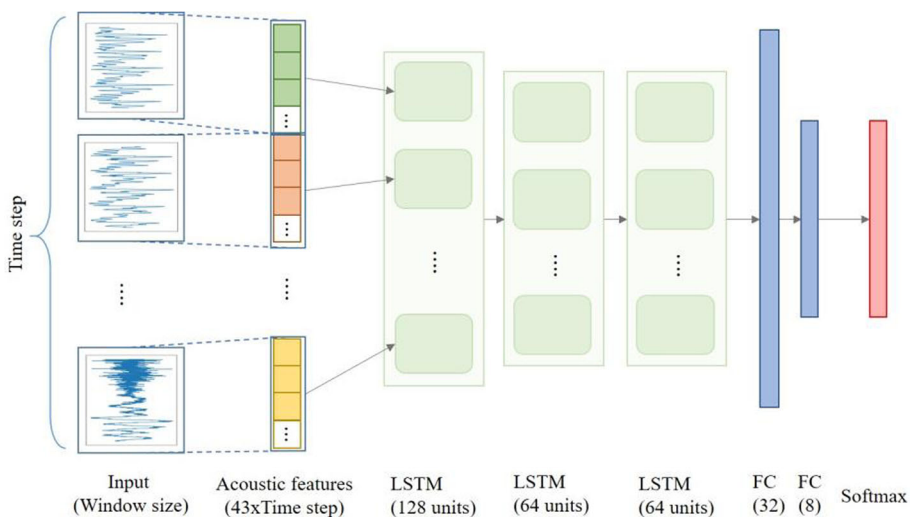 Time step
Input
(Window size)
Acoustic features
(43xTime step)
LSTM
(128 units)
LSTM
(64 units)
LSTM
(64 units)
FC
(32)
FC
(8)
Softmax